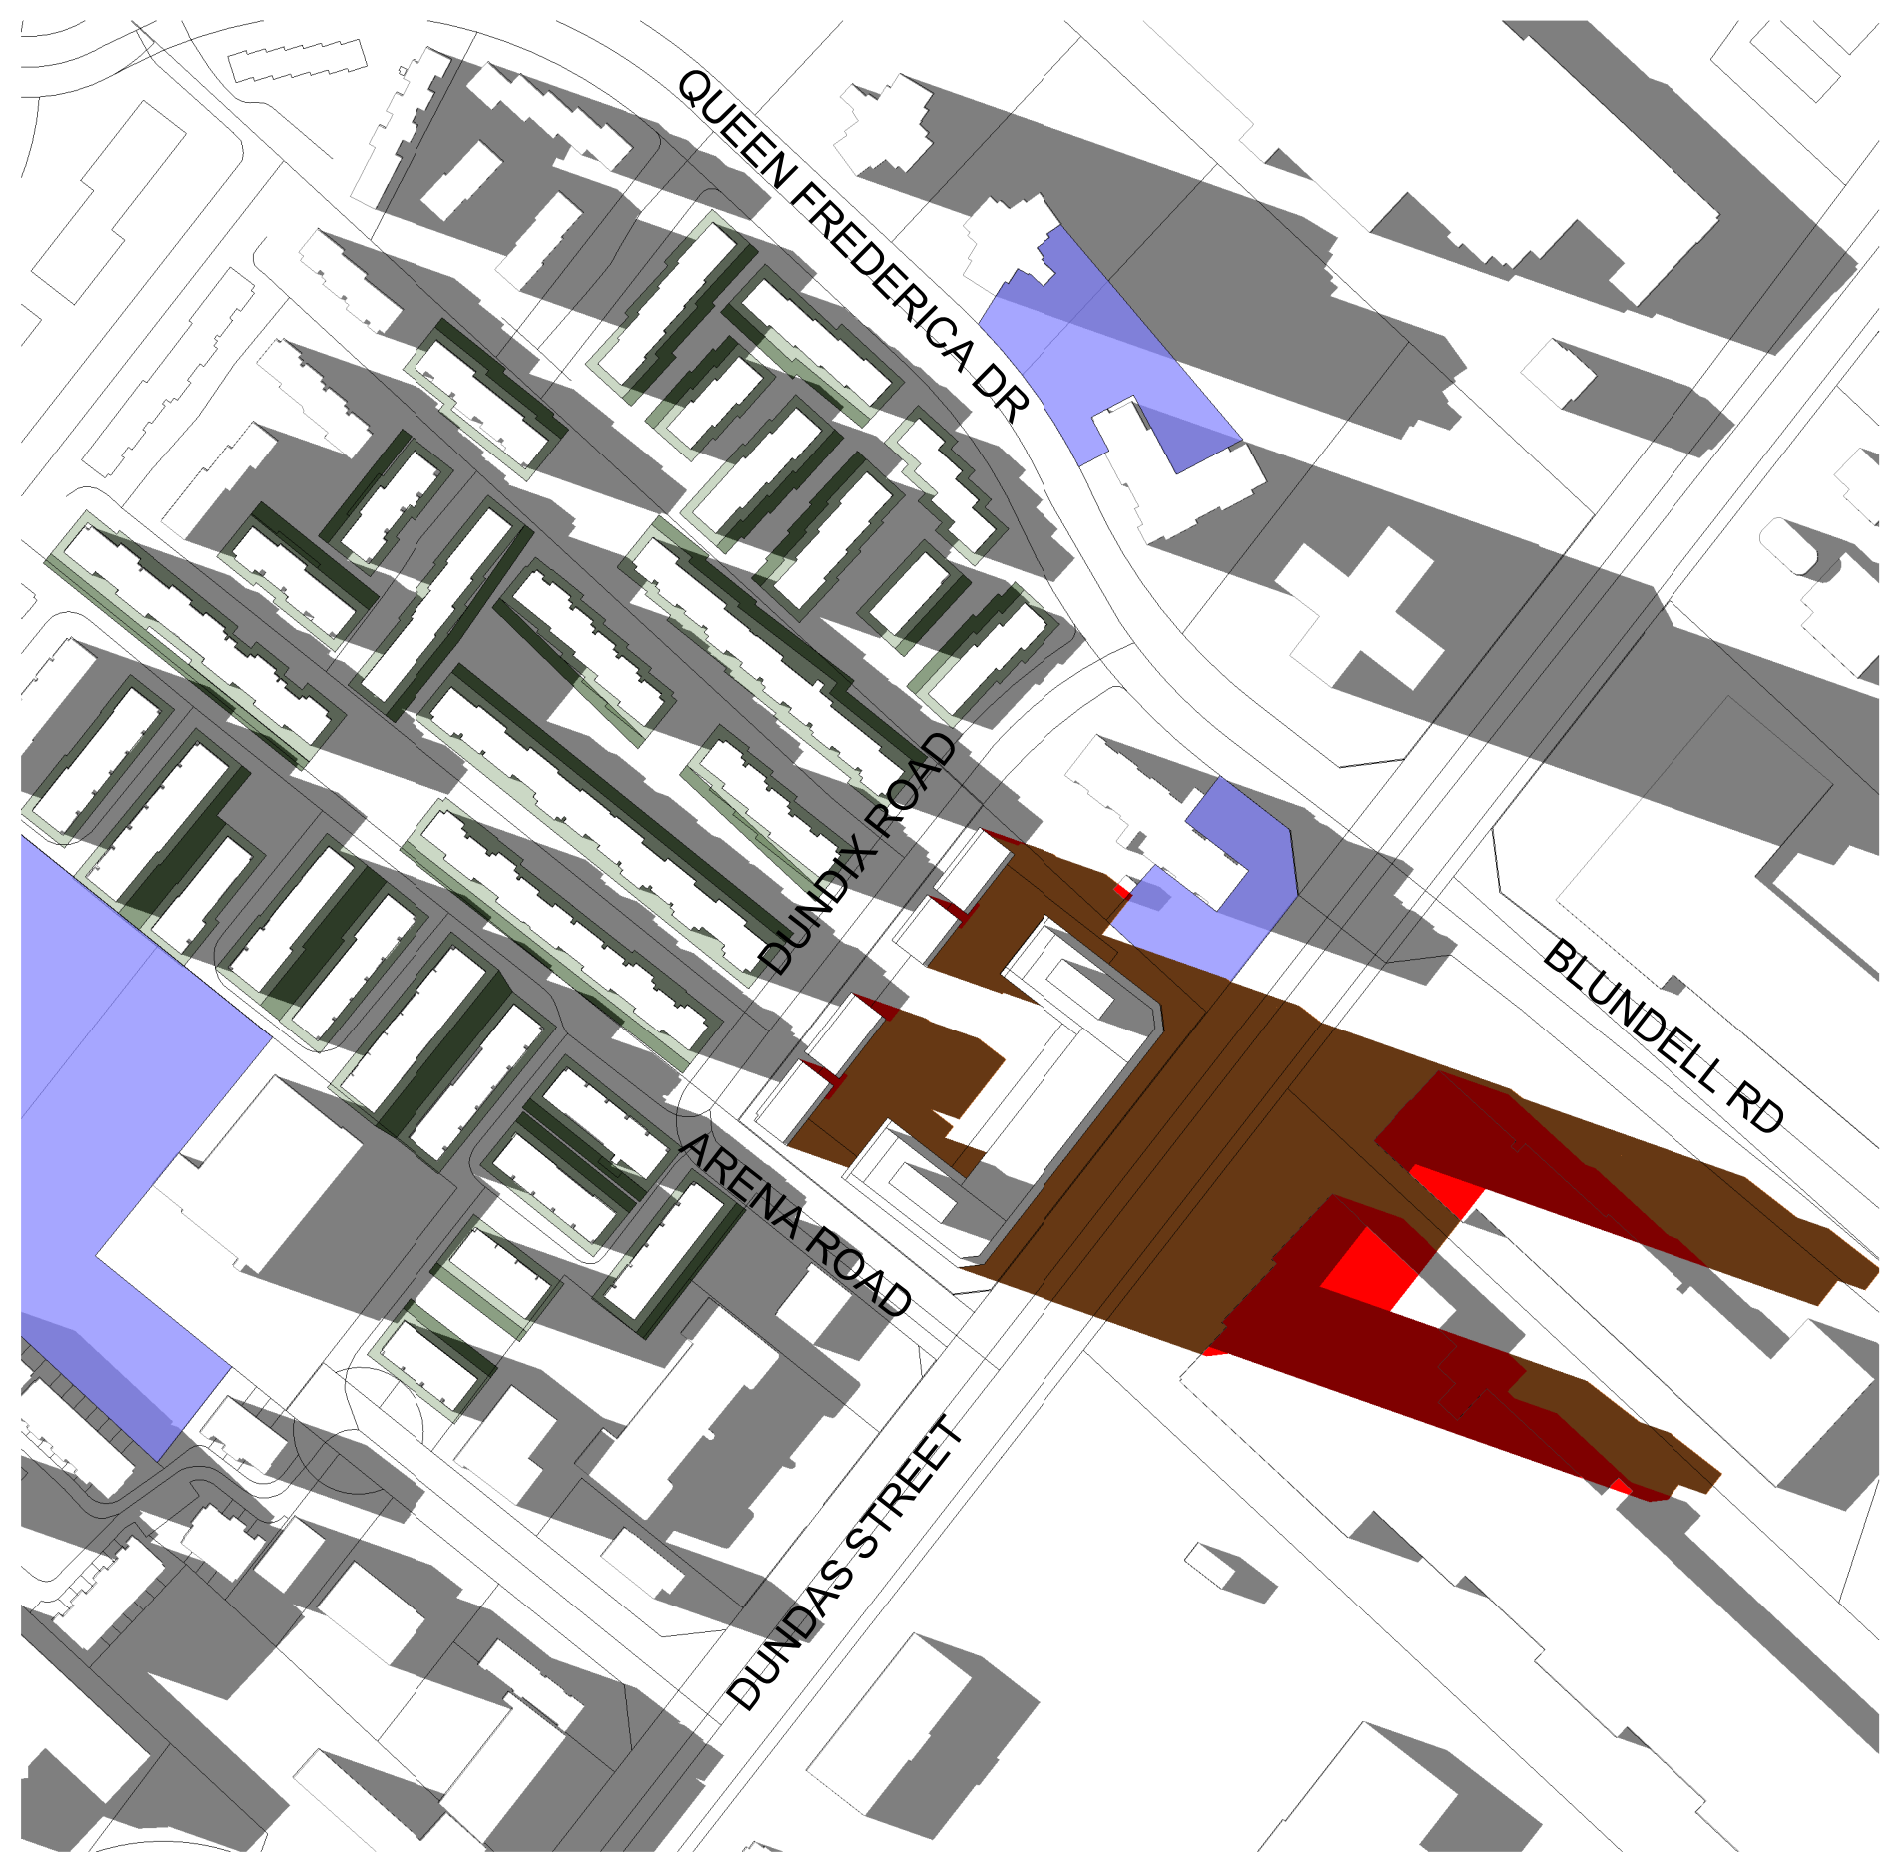 QUEEN FREDERICA DR
DUNDIX ROAD
BLUNDELL RD
ARENA ROAD
DUNDAS STREET